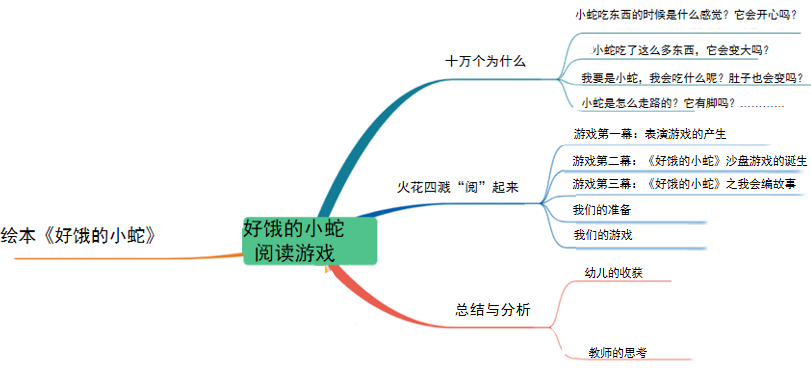 绘本《好饿的小蛇》
好饿的小蛇
阅读游戏
十万个为什么
小蛇吃东西的时候是什么感觉？它会开心吗？
小蛇吃了这么多东西，它会变大吗？
我要是小蛇，我会吃什么呢？肚子也会变吗？
小蛇是怎么走路的？它有脚吗？…………
火花四溅“阅”起来
游戏第一幕：表演游戏的产生
游戏第二幕：《好饿的小蛇》沙盘游戏的诞生
游戏第三幕：《好饿的小蛇》之我会编故事
我们的准备
我们的游戏
总结与分析
幼儿的收获
教师的思考